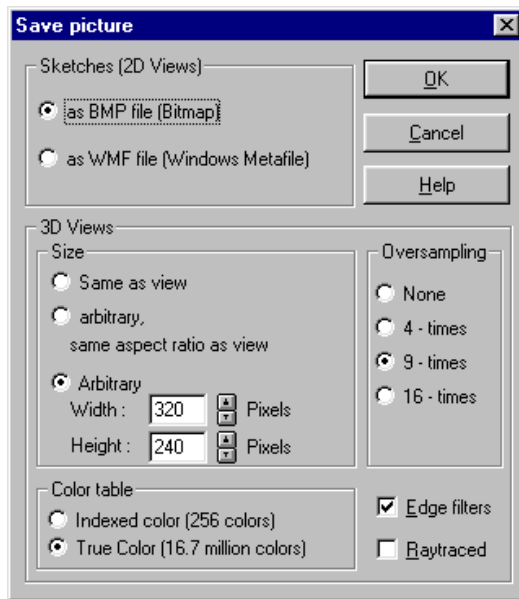 Save picture
Sketches (2D Views)
as BMP file (Bitmap)
as WMF file (Windows Metafile)
OK
Cancel
Help
3D Views
Size
Same as view
arbitrary,
same aspect ratio as view
Arbitrary
Width : 320 Pixels
Height : 240 Pixels
Oversampling
None
4 - times
9 - times
16 - times
Color table
Indexed color (256 colors)
True Color (16.7 million colors)
Edge filters
Raytraced